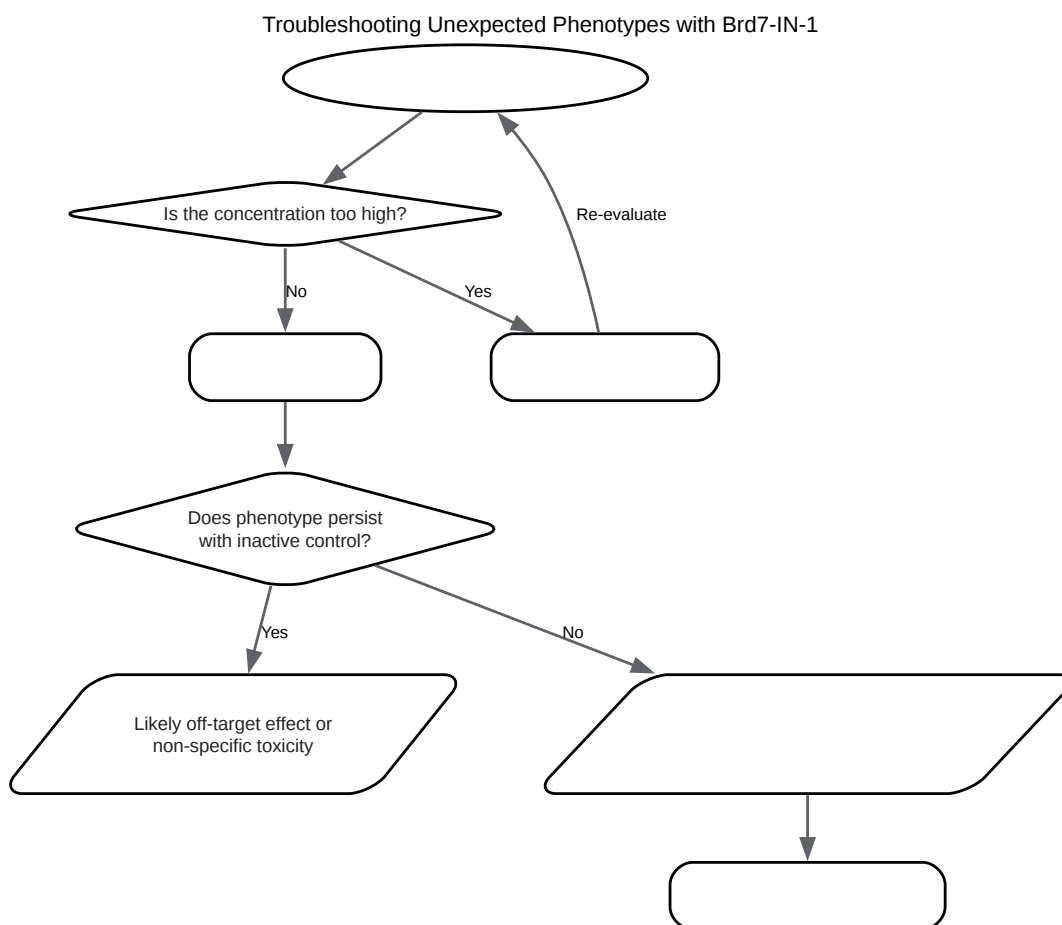 Troubleshooting Unexpected Phenotypes with Brd7-IN-1
Is the concentration too high?
Re-evaluate
No
Yes
Does phenotype persist
with inactive control?
Yes
No
Likely off-target effect or
non-specific toxicity